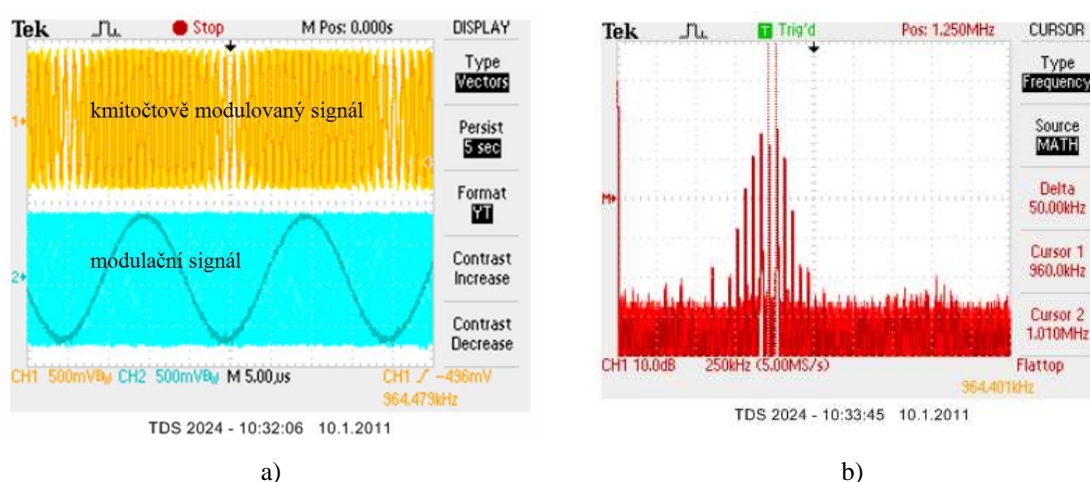 Tek Stop M Pos: 0.000s DISPLAY
Type
Vectors
kmitočtově modulovaný signál
1
Persist
5 sec
Format
YT
modulační signál
2
Contrast
Increase
Contrast
Decrease
CH1 500mVBw CH2 500mVBw M 5.00µs CH1 -496mV
964.479kHz
TDS 2024 - 10:32:06 10.1.2011
a)
Tek T Trig'd Pos: 1.250MHz CURSOR
Type
Frequency
Source
MATH
M
Delta
50.00kHz
Cursor 1
960.0kHz
Cursor 2
1.010MHz
CH1 10.0dB 250kHz (5.00MS/s) Flattop
964.401kHz
TDS 2024 - 10:33:45 10.1.2011
b)